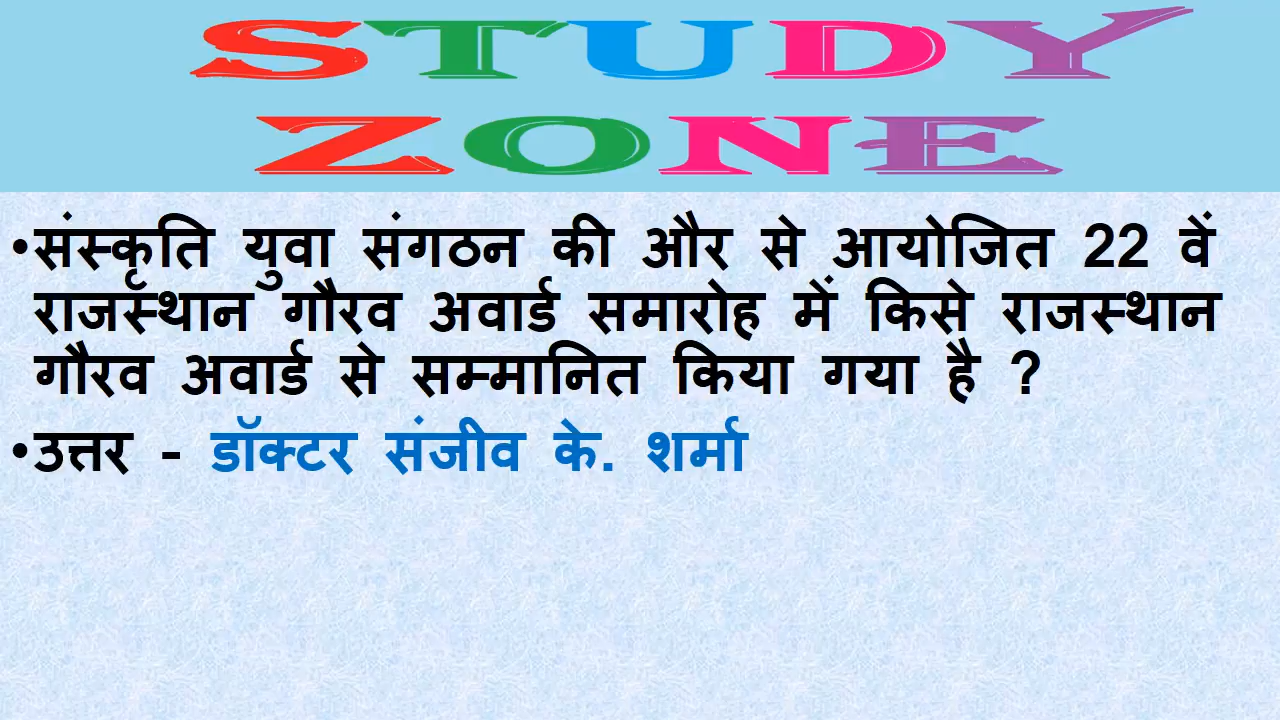 STUDY
ZONE
•संस्कृति युवा संगठन की और से आयोजित 22 वें
राजस्थान गौरव अवार्ड समारोह में किसे राजस्थान
गौरव अवार्ड से सम्मानित किया गया है ?
•उत्तर - डॉक्टर संजीव के. शर्मा